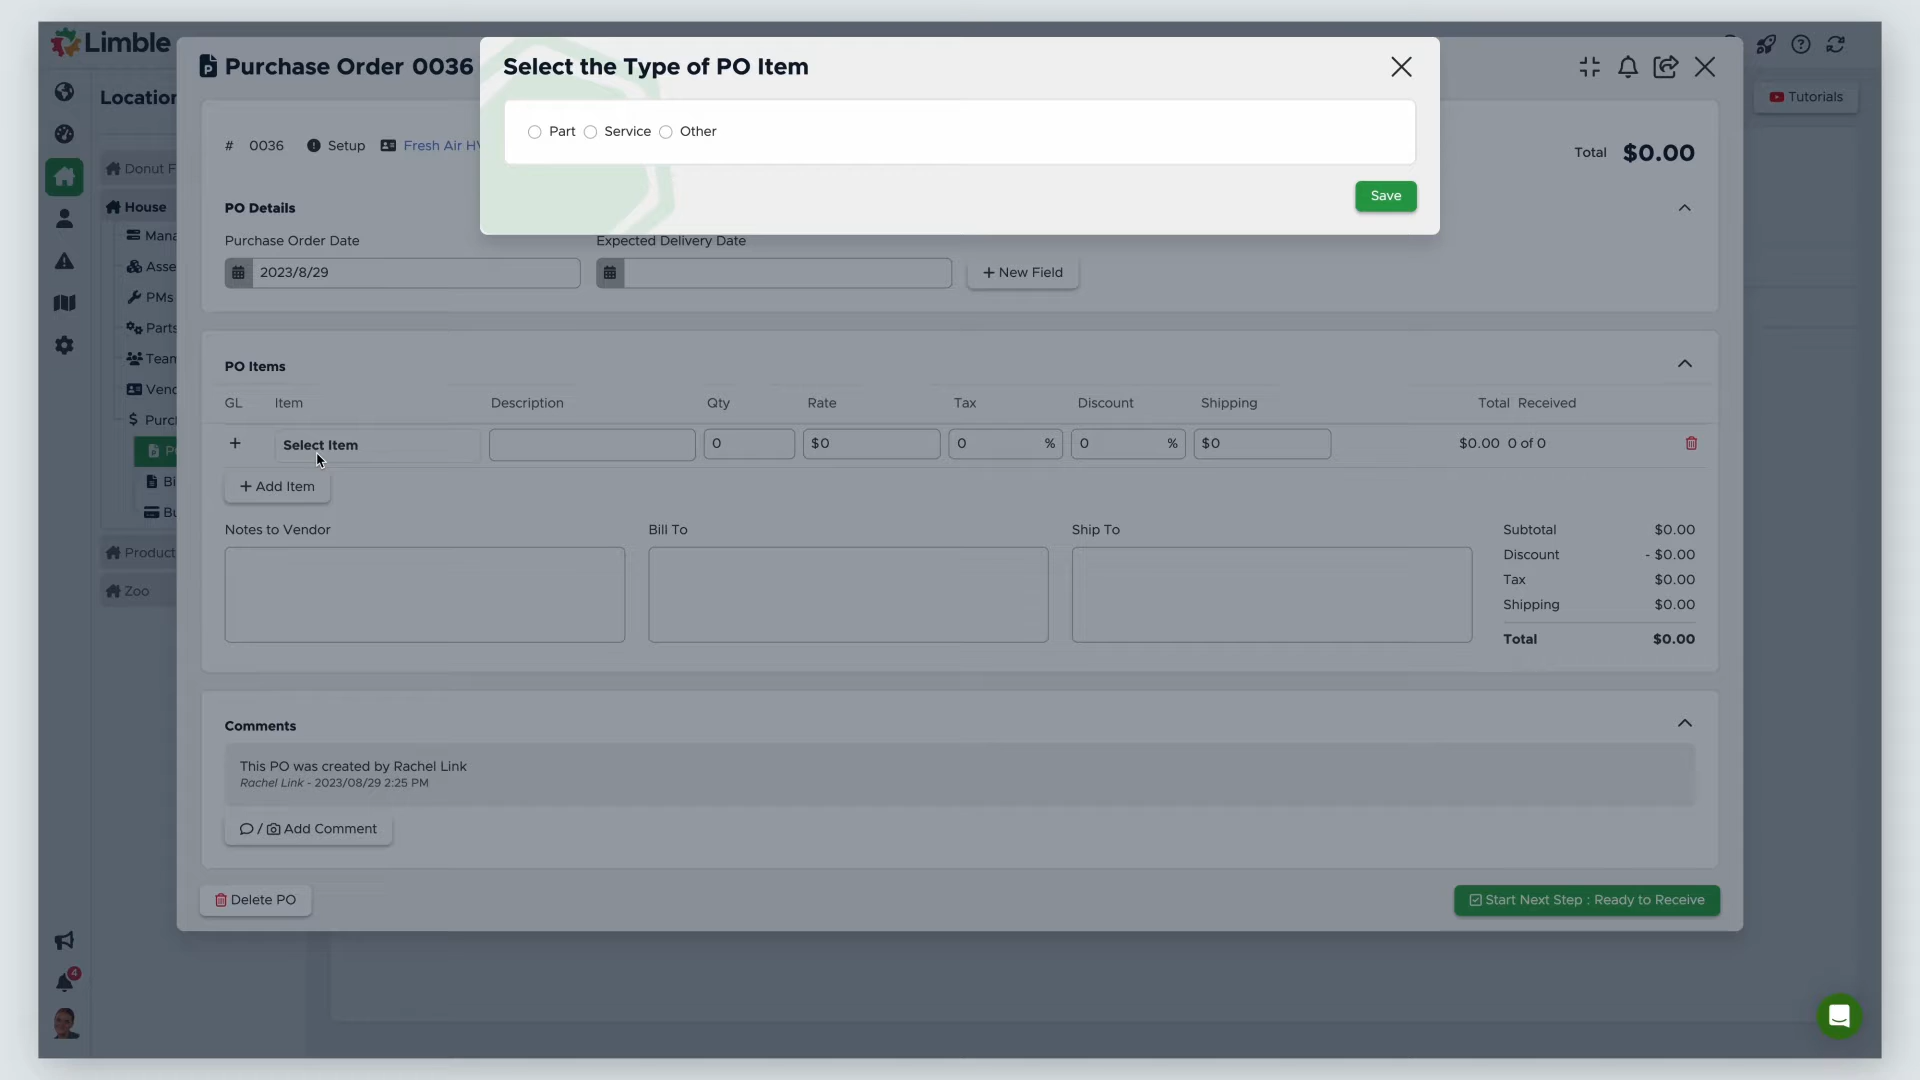 Limble
Purchase Order 0036
Select the Type of PO Item
Part Service Other
Save
Tutorials
# 0036 Setup Fresh Air
Total $0.00
PO Details
Purchase Order Date
Expected Delivery Date
2023/8/29
+ New Field
House
PMs
Parts
Zoo
PO Items
GL Item Description Qty Rate Tax Discount Shipping Total Received
+ Select Item 0 $0 0 % 0 % $0 $0.00 0 of 0
+ Add Item
Notes to Vendor
Bill To
Ship To
Subtotal $0.00
Discount - $0.00
Tax $0.00
Shipping $0.00
Total $0.00
Comments
This PO was created by Rachel Link
Rachel Link - 2023/08/29 2:25 PM
/ Add Comment
Delete PO
Start Next Step : Ready to Receive
4